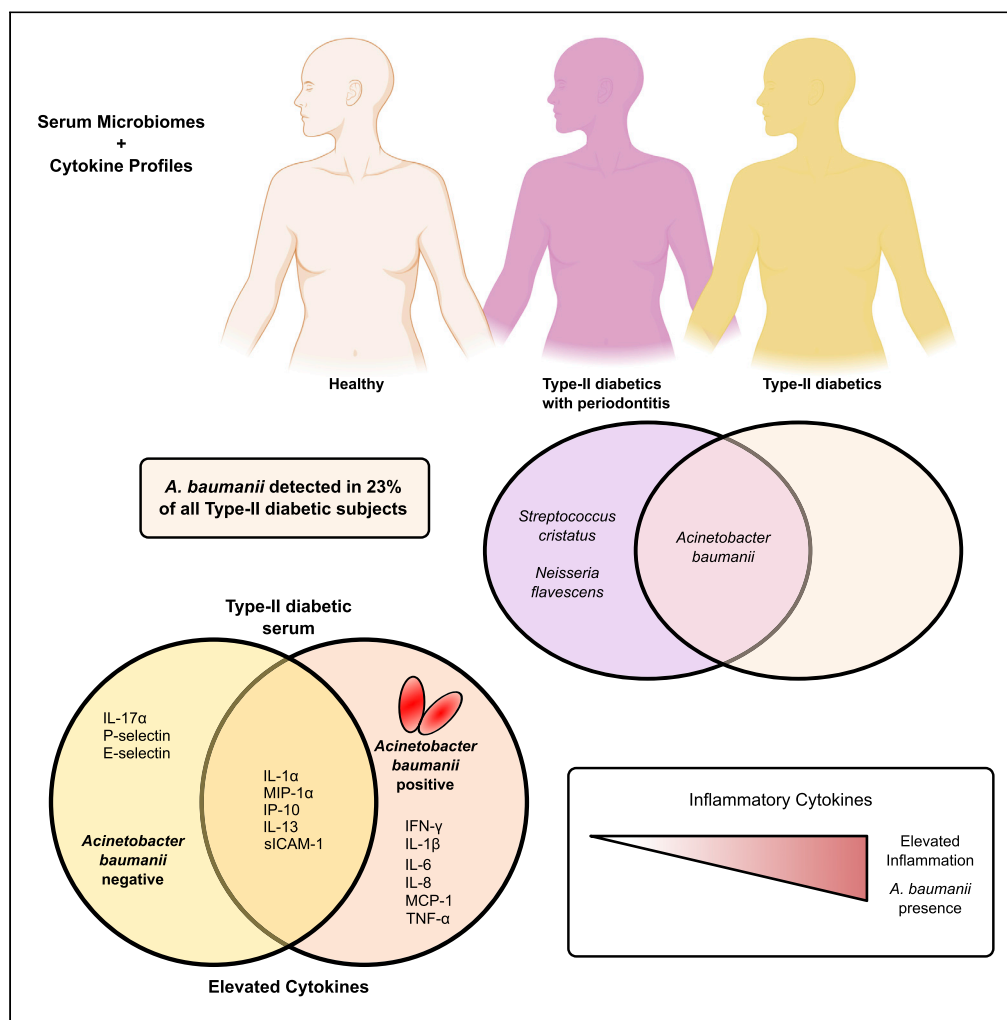 Serum Microbiomes
+
Cytokine Profiles
Healthy
Type-II diabetics
with periodontitis
Type-II diabetics
A. baumanii detected in 23%
of all Type-II diabetic subjects
Streptococcus
cristatus
Neisseria
flavescens
Acinetobacter
baumanii
Type-II diabetic
serum
IL-17α
P-selectin
E-selectin
Acinetobacter
baumanii
negative
IL-1α
MIP-1α
IP-10
IL-13
sICAM-1
Acinetobacter
baumanii
positive
IFN-γ
IL-1β
IL-6
IL-8
MCP-1
TNF-α
Elevated Cytokines
Inflammatory Cytokines
Elevated
Inflammation
A. baumanii
presence